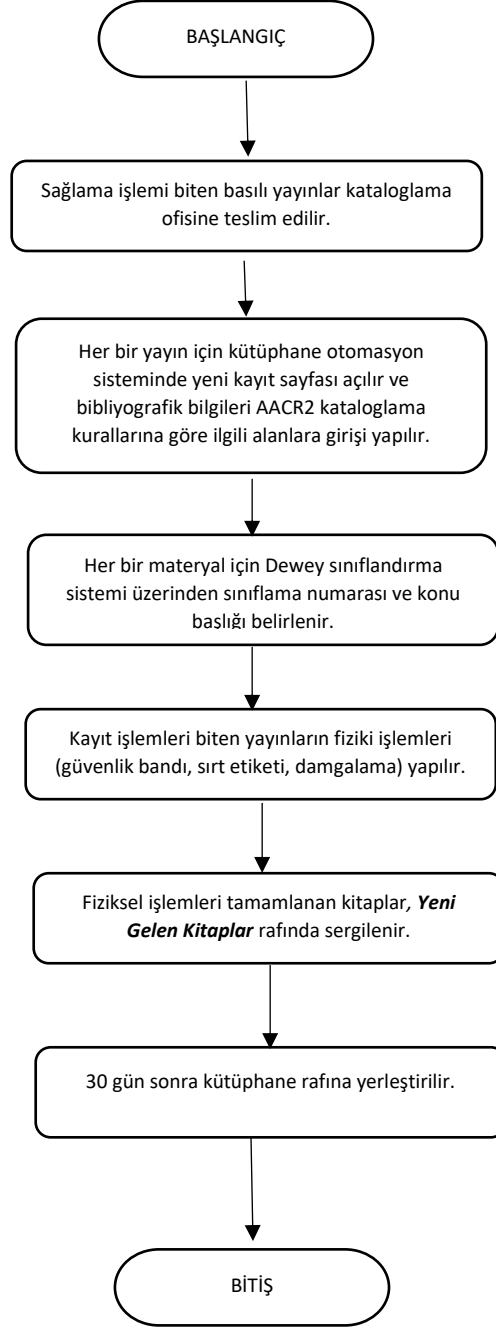 BAŞLANGIÇ
Sağlama işlemi biten basılı yayınlar kataloglama
ofisine teslim edilir.
Her bir yayın için kütüphane otomasyon
sisteminde yeni kayıt sayfası açılır ve
bibliyografik bilgileri AACR2 kataloglama
kurallarına göre ilgili alanlara girişi yapılır.
Her bir materyal için Dewey sınıflandırma
sistemi üzerinden sınıflama numarası ve konu
başlığı belirlenir.
Kayıt işlemleri biten yayınların fiziki işlemleri
(güvenlik bandı, sırt etiketi, damgalama) yapılır.
Fiziksel işlemleri tamamlanan kitaplar, Yeni
Gelen Kitaplar rafında sergilenir.
30 gün sonra kütüphane rafına yerleştirilir.
BİTİŞ